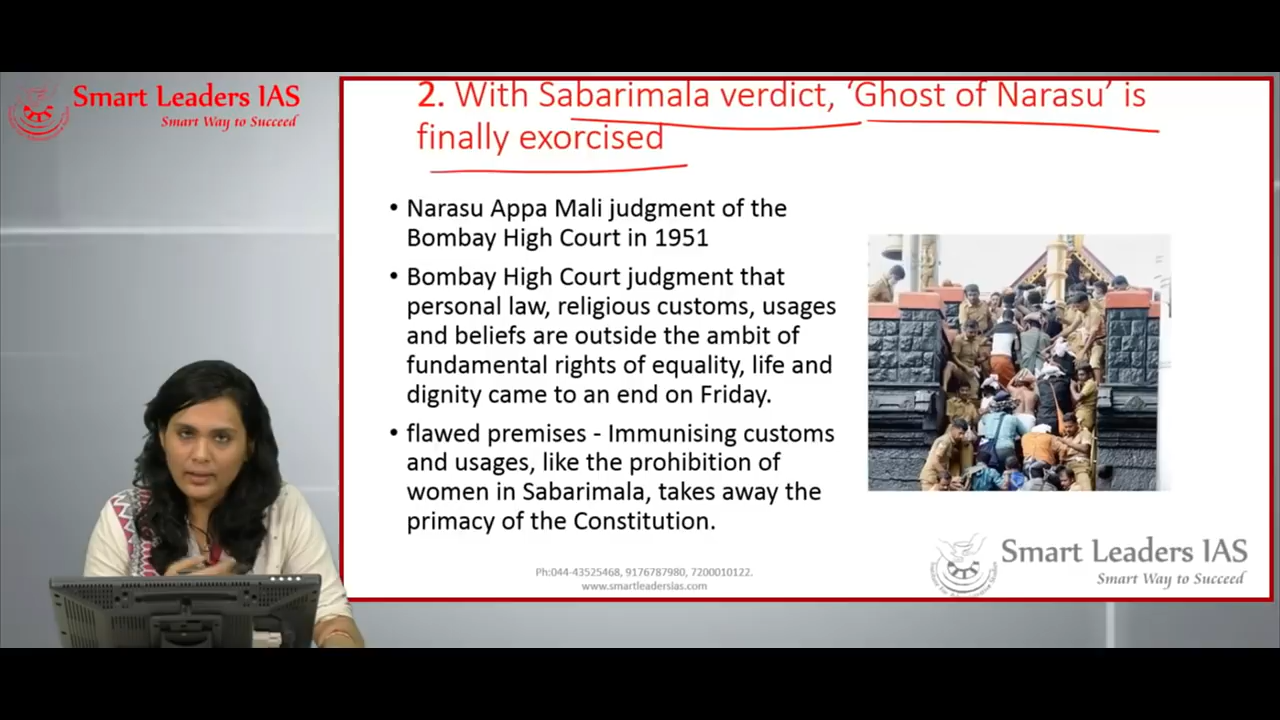 Smart Leaders IAS
Smart Way to Succeed
2. With Sabarimala verdict, ‘Ghost of Narasu’ is
finally exorcised
• Narasu Appa Mali judgment of the
Bombay High Court in 1951
• Bombay High Court judgment that
personal law, religious customs, usages
and beliefs are outside the ambit of
fundamental rights of equality, life and
dignity came to an end on Friday.
• flawed premises - Immunising customs
and usages, like the prohibition of
women in Sabarimala, takes away the
primacy of the Constitution.
Ph:044-43525468, 9176787980, 7200010122.
www.smartleadersias.com
Smart Leaders IAS
Smart Way to Succeed